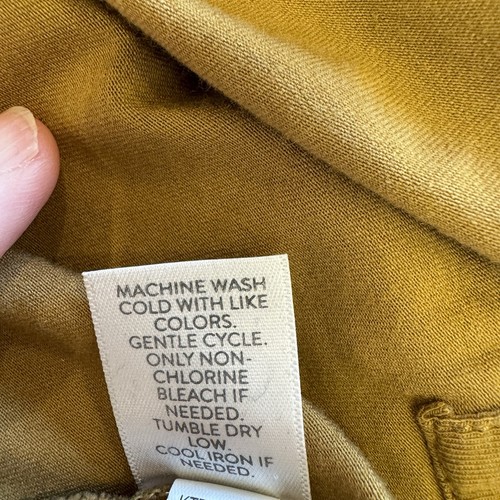 MACHINE WASH
COLD WITH LIKE
COLORS.
GENTLE CYCLE.
ONLY NON-
CHLORINE
BLEACH IF
NEEDED.
TUMBLE DRY
LOW.
COOL IRON IF
NEEDED.